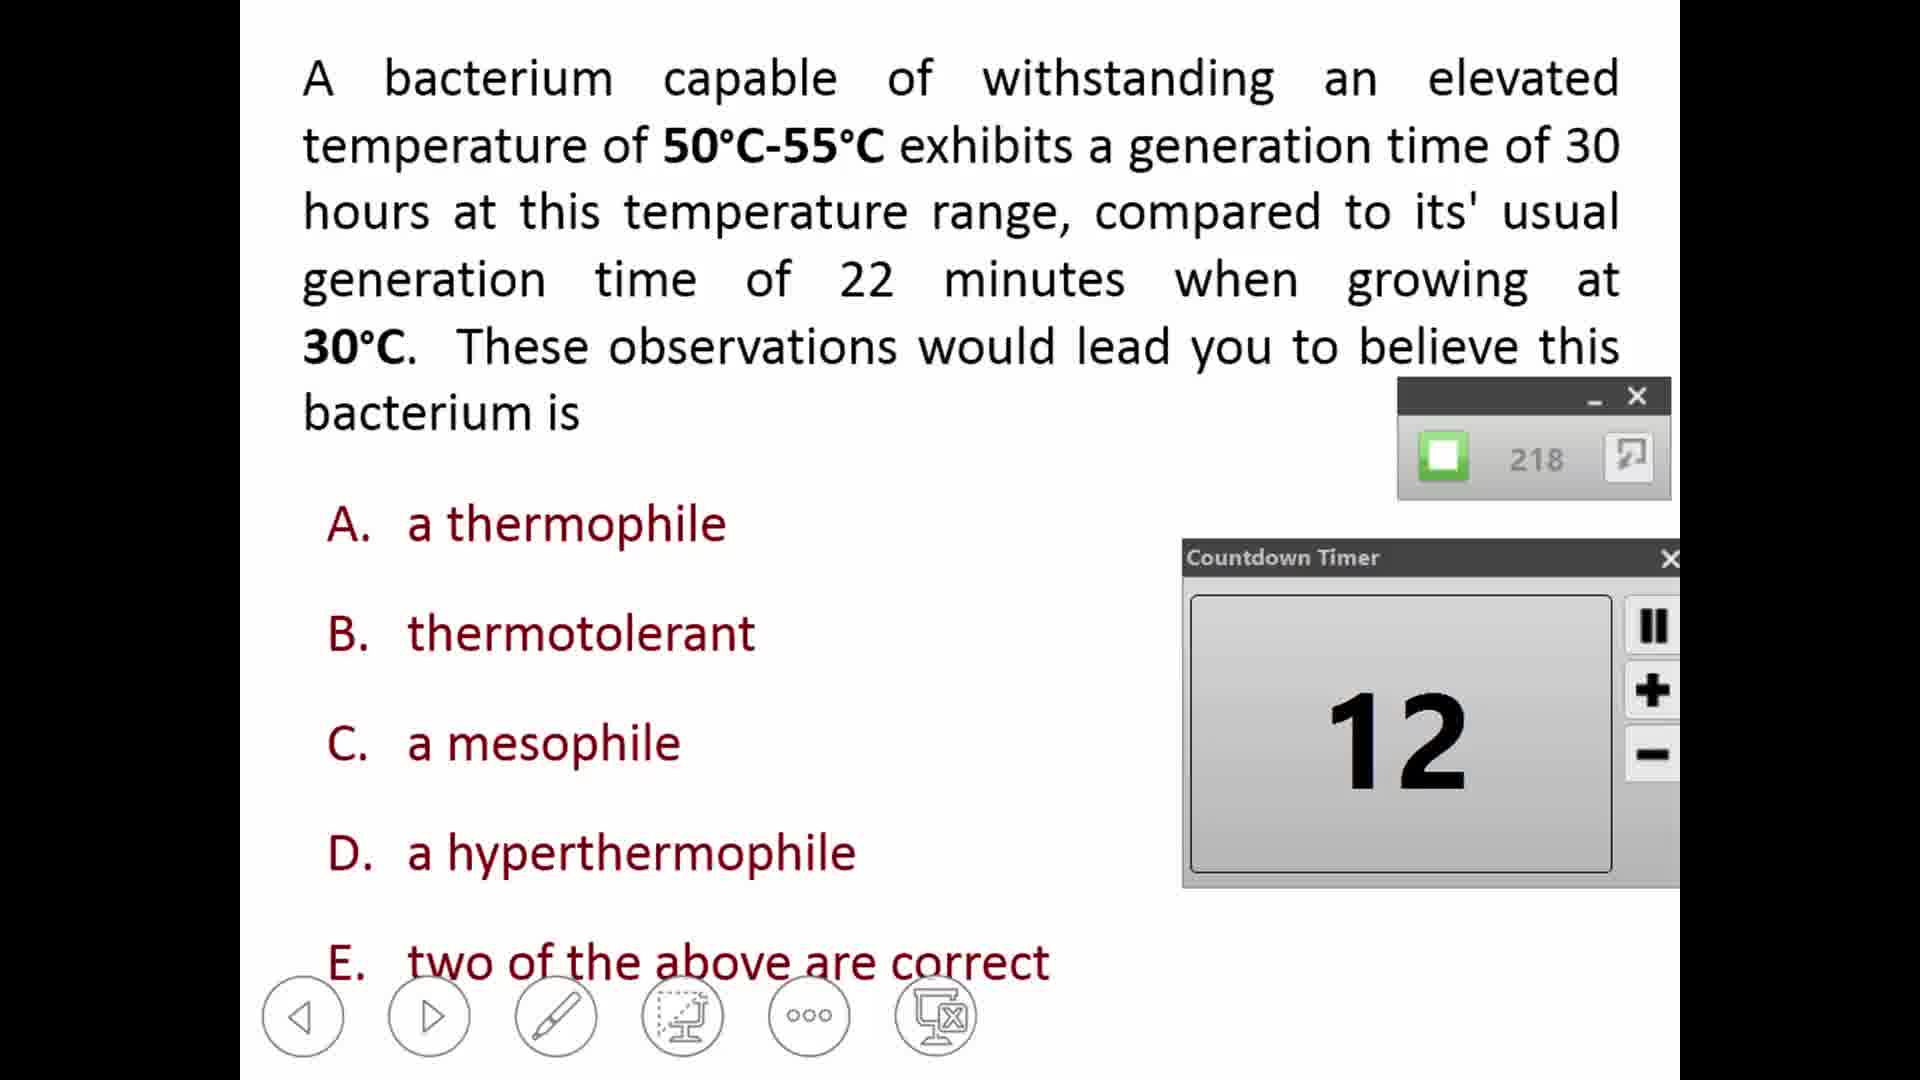 A bacterium capable of withstanding an elevated
temperature of 50°C-55°C exhibits a generation time of 30
hours at this temperature range, compared to its' usual
generation time of 22 minutes when growing at
30°C. These observations would lead you to believe this
bacterium is
218
A. a thermophile
Countdown Timer
B. thermotolerant
12
C. a mesophile
D. a hyperthermophile
E. two of the above are correct